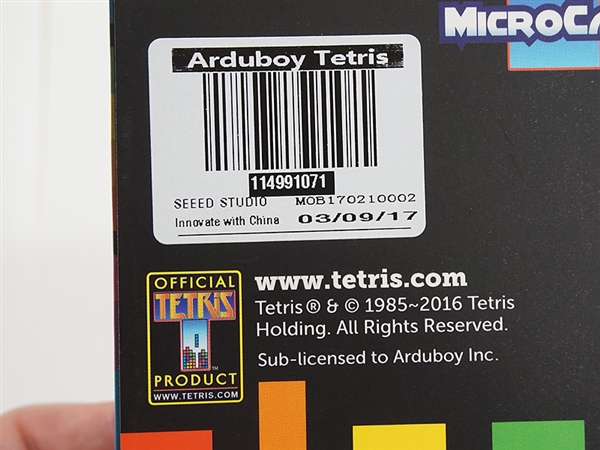 MICROCA
Arduboy Tetris
114991071
SEEED STUDIO MOB170210002
Innovate with China 03/09/17
OFFICIAL
TETRIS
™
PRODUCT
WWW.TETRIS.COM
www.tetris.com
Tetris® & © 1985~2016 Tetris
Holding. All Rights Reserved.
Sub-licensed to Arduboy Inc.